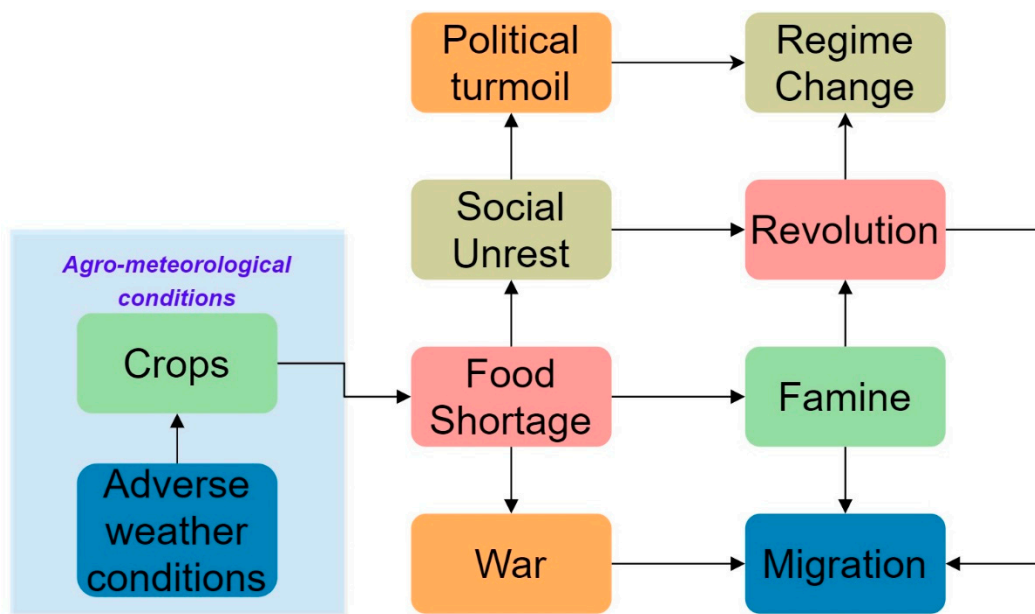 Political
turmoil
Regime
Change
Social
Unrest
Revolution
Agro-meteorological
conditions
Crops
Food
Shortage
Famine
Adverse
weather
conditions
War
Migration